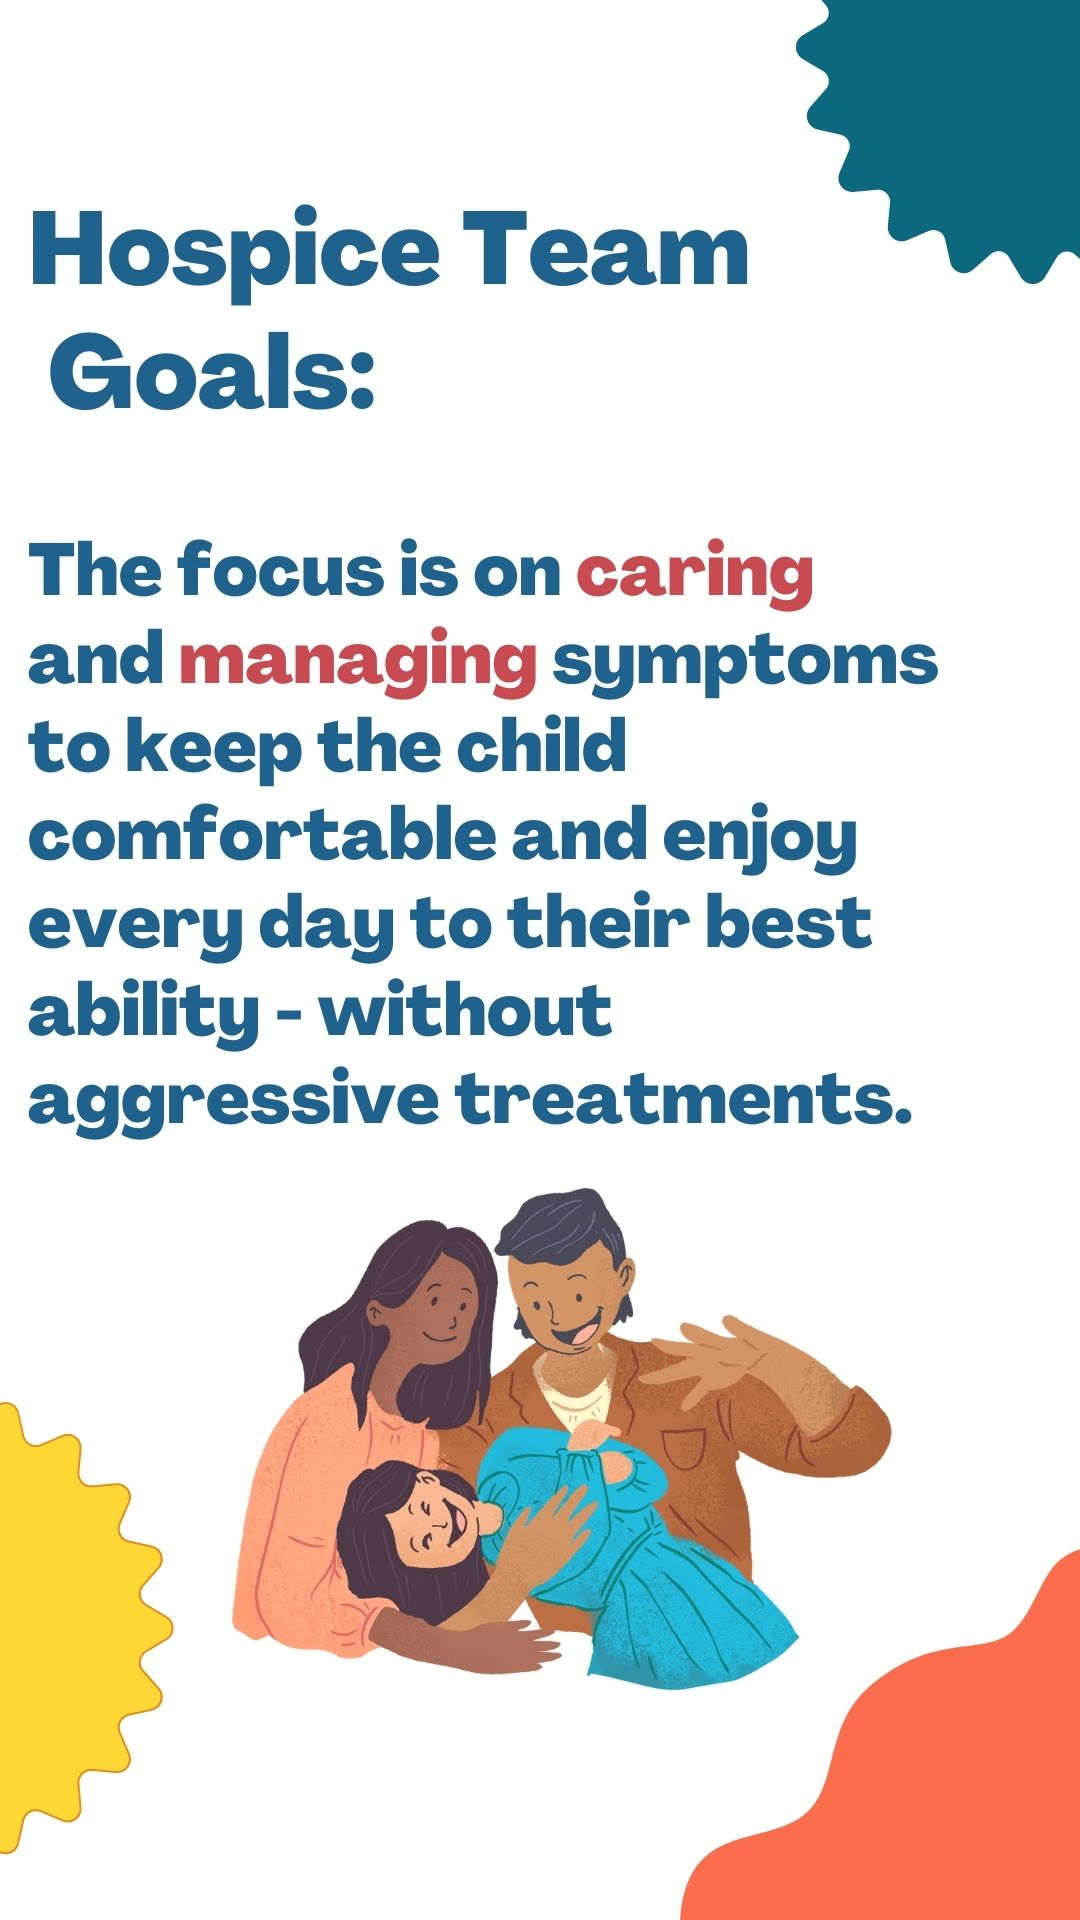 Hospice Team
Goals:
The focus is on caring
and managing symptoms
to keep the child
comfortable and enjoy
every day to their best
ability - without
aggressive treatments.